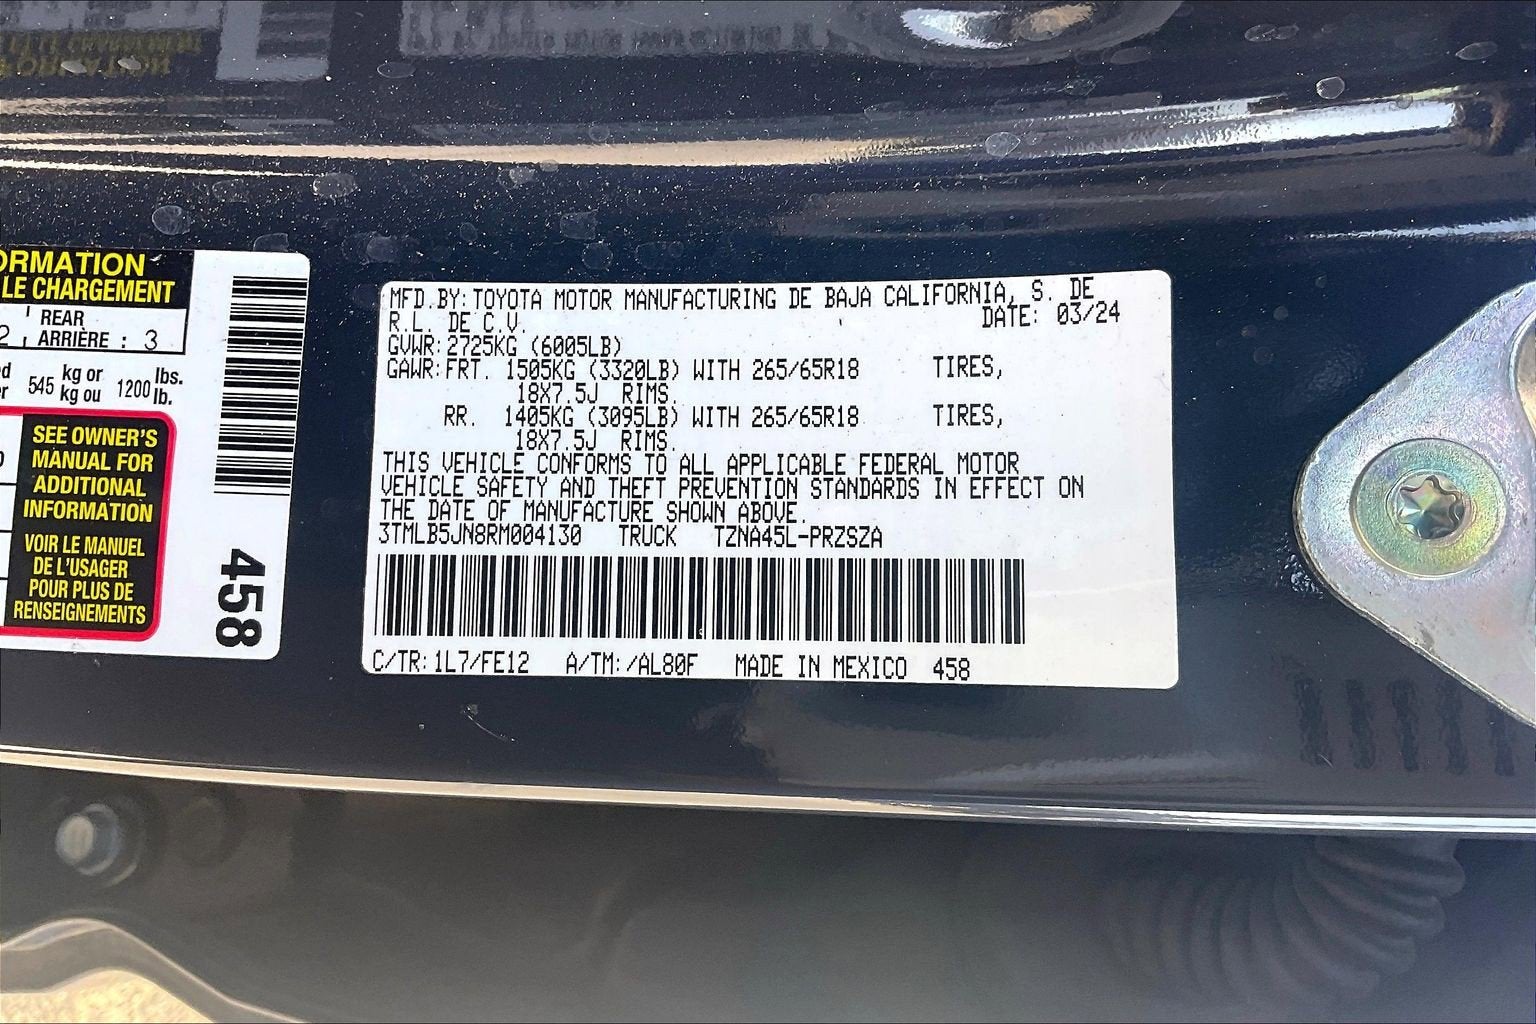 ORMATION
LE CHARGEMENT
REAR
ARRIÈRE : 3
2
kg or
kg ou
545
1200
lbs.
lb.
SEE OWNER'S
MANUAL FOR
ADDITIONAL
INFORMATION
VOIR LE MANUEL
DE L'USAGER
POUR PLUS DE
RENSEIGNEMENTS
458
MFD.BY: TOYOTA MOTOR MANUFACTURING DE BAJA CALIFORNIA, S. DE
R.L. DE C.V. DATE: 03/24
GVWR: 2725KG (6005LB)
GAWR: FRT. 1505KG (3320LB) WITH 265/65R18 TIRES,
18X7.5J RIMS.
RR. 1405KG (3095LB) WITH 265/65R18 TIRES,
18X7.5J RIMS.
THIS VEHICLE CONFORMS TO ALL APPLICABLE FEDERAL MOTOR
VEHICLE SAFETY AND THEFT PREVENTION STANDARDS IN EFFECT ON
THE DATE OF MANUFACTURE SHOWN ABOVE.
3TMLB5JN8RM004130 TRUCK TZNA45L-PRZSZA
C/TR: 1L7/FE12 A/TM: /AL80F MADE IN MEXICO 458